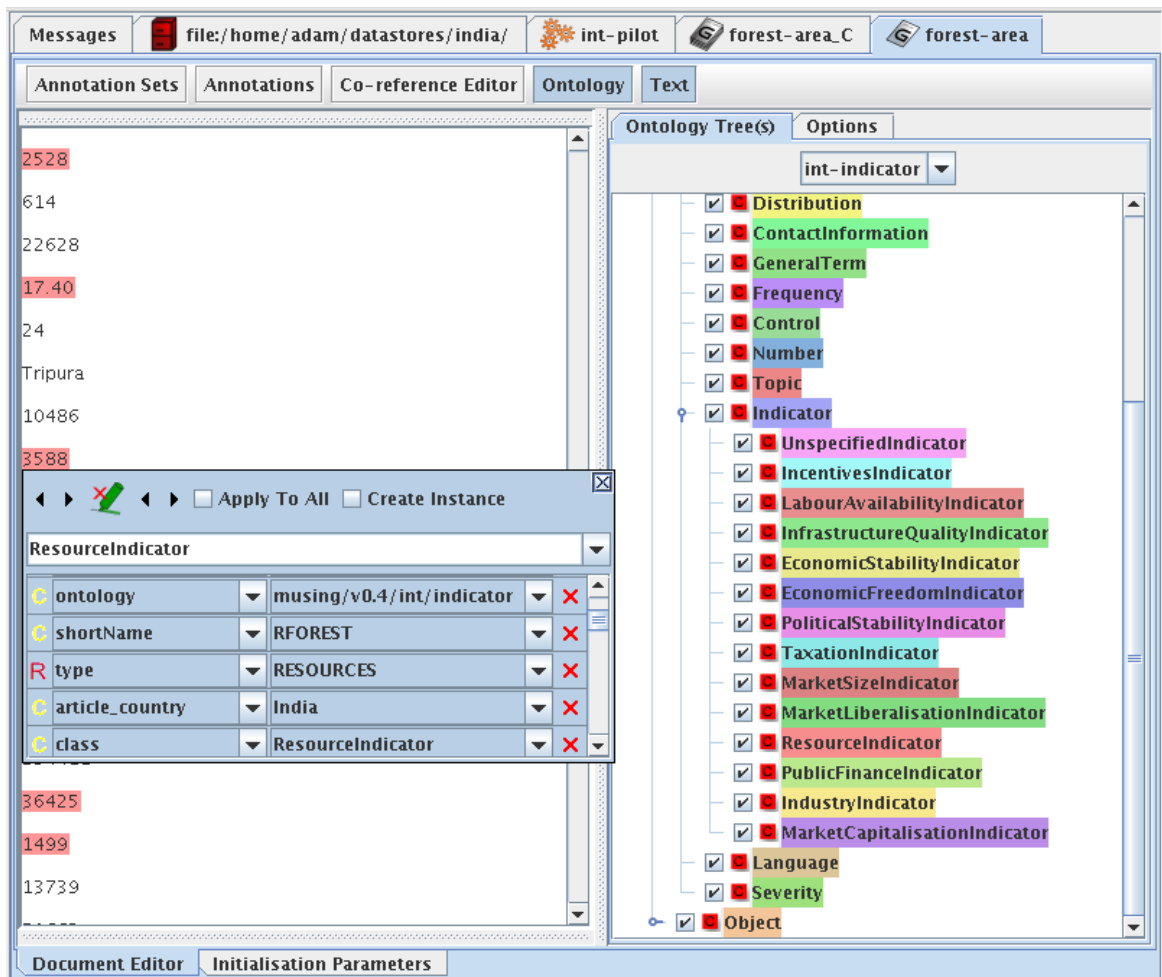 Messages
file:/home/adam/datastores/india/
int-pilot
forest-area_C
forest-area
Annotation Sets
Annotations
Co-reference Editor
Ontology
Text
2528
614
22628
17.40
24
Tripura
10486
3588
Apply To All
Create Instance
ResourceIndicator
C ontology musing/v0.4/int/indicator
C shortName RFOREST
R type RESOURCES
C article_country India
C class ResourceIndicator
36425
1499
13739
Ontology Tree(s)
Options
int-indicator
C Distribution
C ContactInformation
C GeneralTerm
C Frequency
C Control
C Number
C Topic
C Indicator
C UnspecifiedIndicator
C IncentivesIndicator
C LabourAvailabilityIndicator
C InfrastructureQualityIndicator
C EconomicStabilityIndicator
C EconomicFreedomIndicator
C PoliticalStabilityIndicator
C TaxationIndicator
C MarketSizeIndicator
C MarketLiberalisationIndicator
C ResourceIndicator
C PublicFinanceIndicator
C IndustryIndicator
C MarketCapitalisationIndicator
C Language
C Severity
C Object
Document Editor
Initialisation Parameters